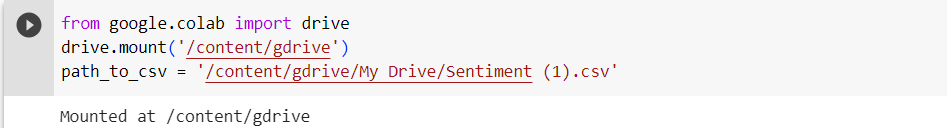 from google.colab import drive
drive.mount('/content/gdrive')
path_to_csv = '/content/gdrive/My Drive/Sentiment (1).csv'
Mounted at /content/gdrive